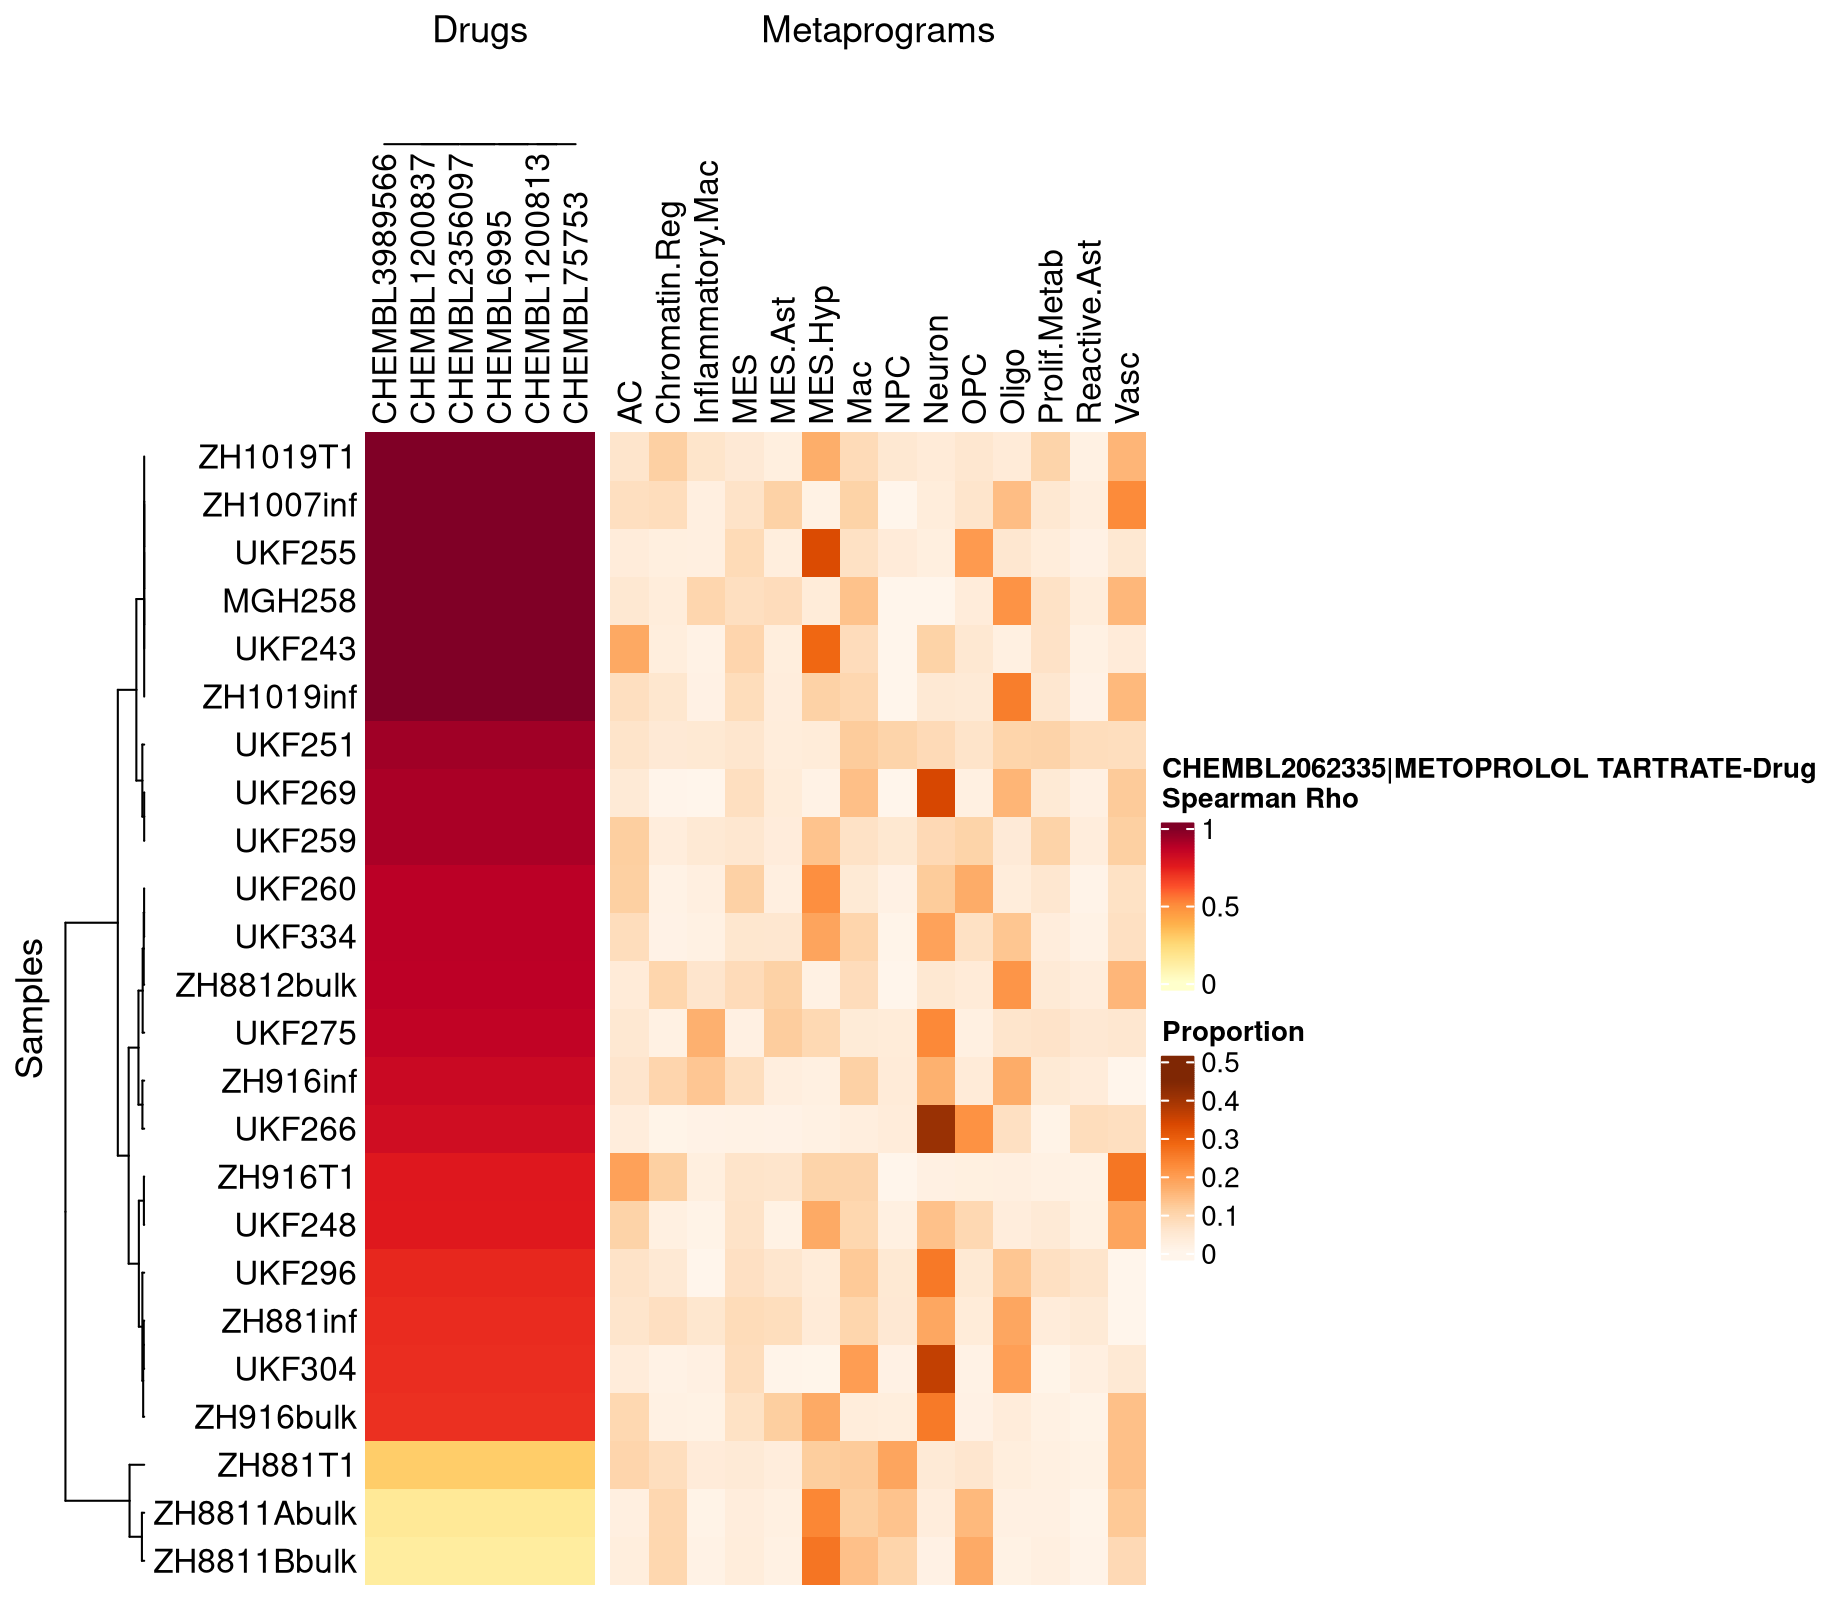 Drugs
Metaprograms
CHEMBL3989566
CHEMBL1200837
CHEMBL2356097
CHEMBL6995
CHEMBL1200813
CHEMBL75753
AC
Chromatin.Reg
Inflammatory.Mac
MES
MES.Ast
MES.Hyp
Mac
NPC
Neuron
OPC
Oligo
Prolif.Metab
Reactive.Ast
Vasc
Samples
ZH1019T1
ZH1007inf
UKF255
MGH258
UKF243
ZH1019inf
UKF251
UKF269
UKF259
UKF260
UKF334
ZH8812bulk
UKF275
ZH916inf
UKF266
ZH916T1
UKF248
UKF296
ZH881inf
UKF304
ZH916bulk
ZH881T1
ZH8811Abulk
ZH8811Bbulk
CHEMBL2062335|METOPROLOL TARTRATE-Drug
Spearman Rho
1
0.5
0
Proportion
0.5
0.4
0.3
0.2
0.1
0